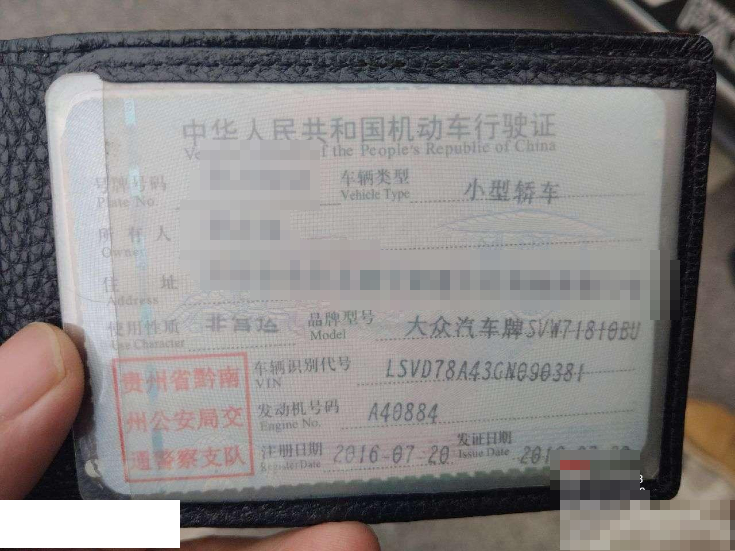 中华人民共和国机动车行驶证
f the People's Republic of China
号牌号码
Plate No.
车辆类型 小型轿车
Vehicle Type
所有人
Owner
住址
Address
使用性质 非营运 品牌型号 大众汽车牌SVW71810BU
Use Character Model
贵州省黔南 车辆识别代号 LSVD78A43GN090381
VIN
州公安局交 发动机号码 A40884
Engine No.
通警察支队 注册日期 2016-07-20 发证日期
Register Date Issue Date